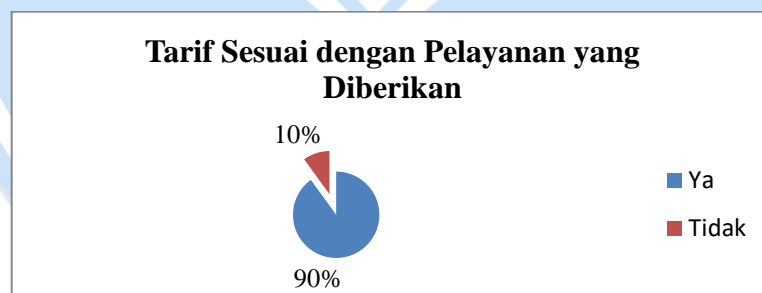 Tarif Sesuai dengan Pelayanan yang
Diberikan
10%
Ya
Tidak
90%